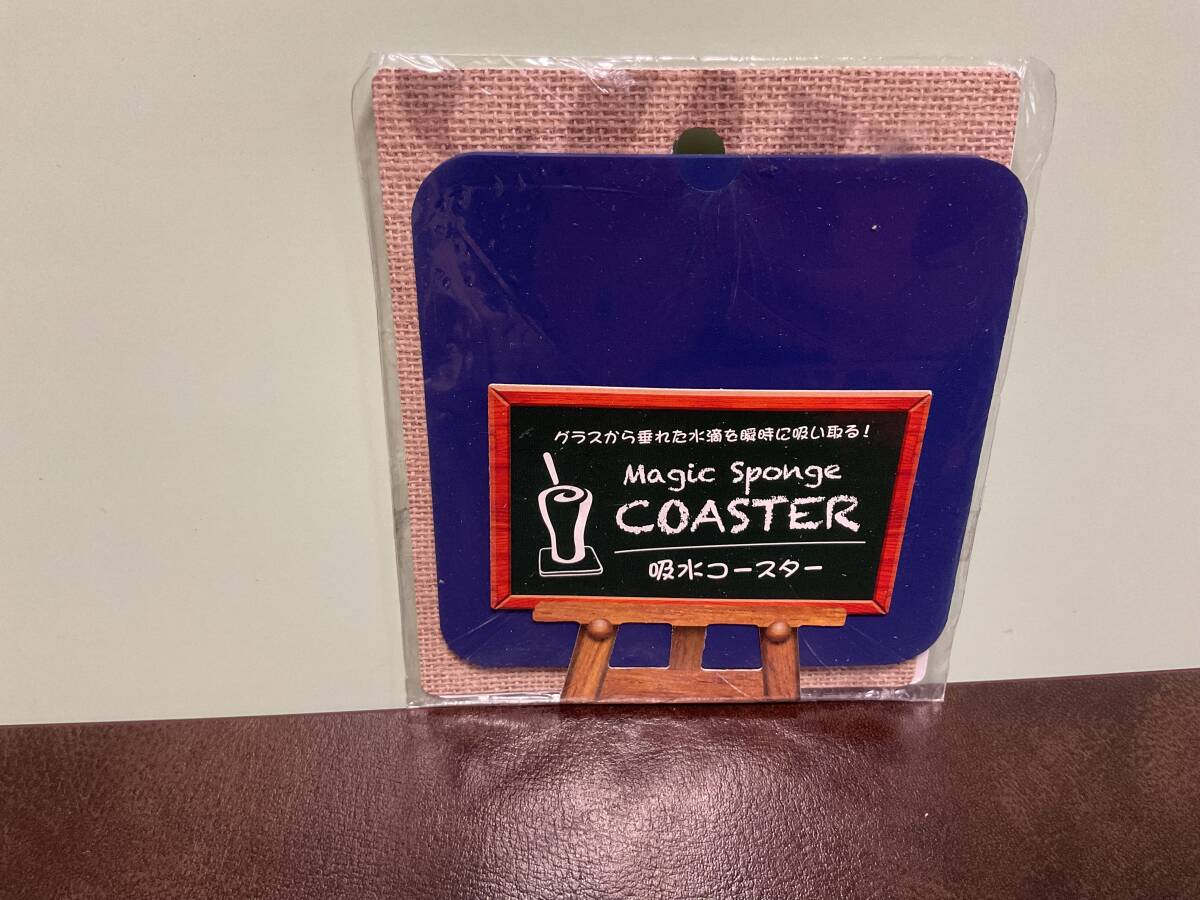 グラスから垂れた水滴を瞬時に吸い取る!
Magic Sponge
COASTER
吸水コースター